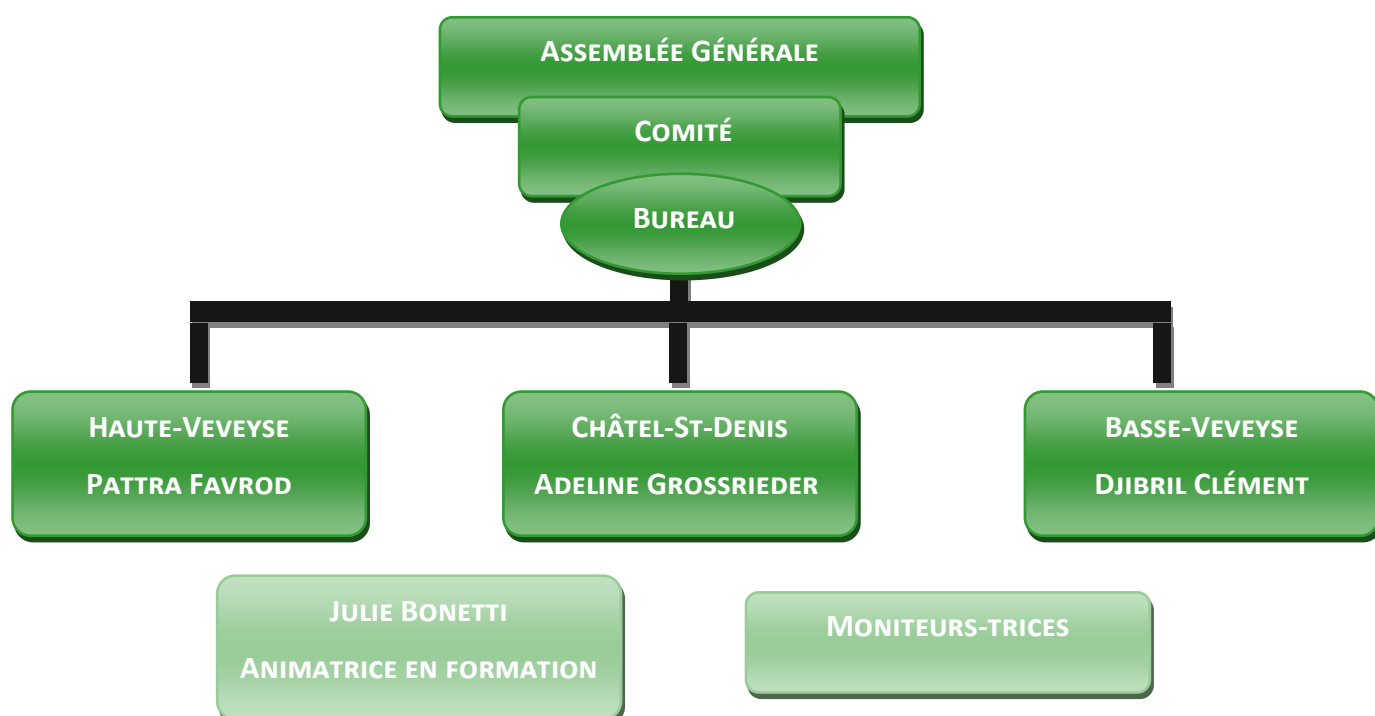 Assemblée Générale
Comité
Bureau
Haute-Veveyse
Pattra Favrod
Châtel-St-Denis
Adeline Grossrieder
Basse-Veveyse
Djibril Clément
Julie Bonetti
Animatrice en formation
Moniteurs-trices